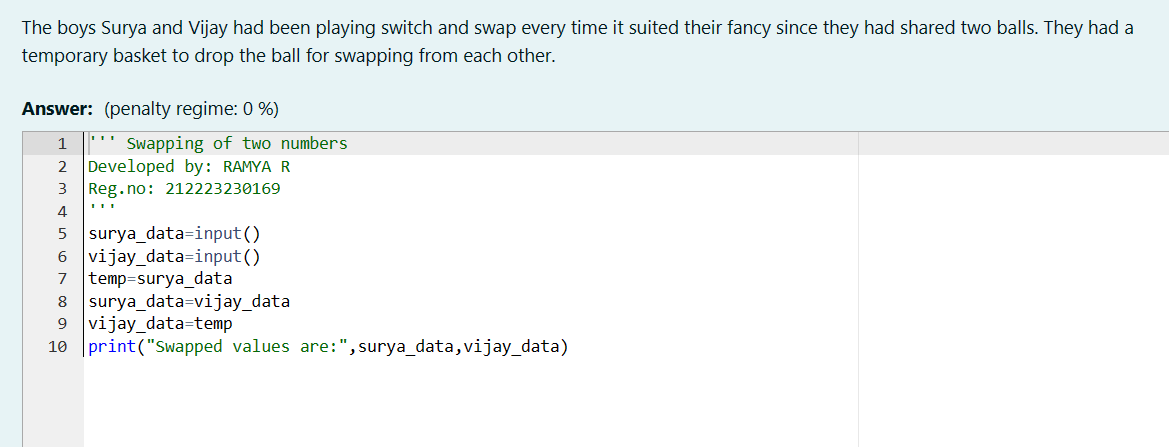 The boys Surya and Vijay had been playing switch and swap every time it suited their fancy since they had shared two balls. They had a
temporary basket to drop the ball for swapping from each other.
Answer: (penalty regime: 0 %)
1 ''' Swapping of two numbers
2 Developed by: RAMYA R
3 Reg.no: 212223230169
4 '''
5 surya_data=input()
6 vijay_data=input()
7 temp=surya_data
8 surya_data=vijay_data
9 vijay_data=temp
10 print("Swapped values are:",surya_data,vijay_data)